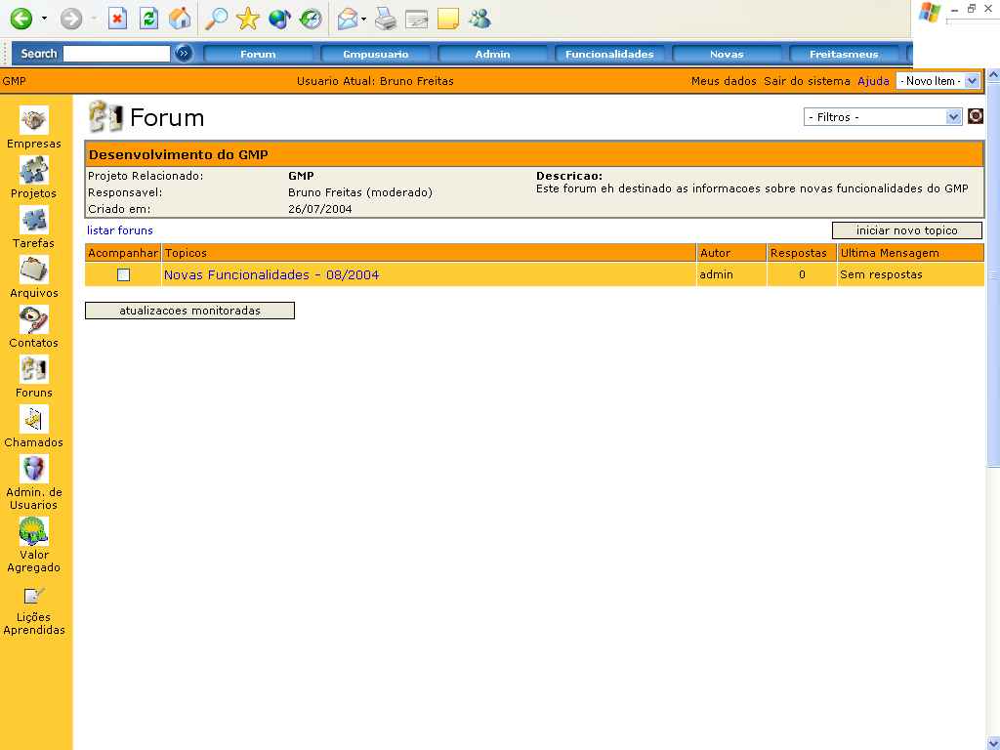 Search Forum Gmpusuario Admin Funcionalidades Novas Freitasmeus
GMP Usuario Atual: Bruno Freitas Meus dados Sair do sistema Ajuda - Novo Item -
Forum - Filtros -
Empresas
Projetos
Tarefas
Arquivos
Contatos
Foruns
Chamados
Admin. de
Usuarios
Valor
Agregado
Lições
Aprendidas
Desenvolvimento do GMP
Projeto Relacionado: GMP
Responsavel: Bruno Freitas (moderado)
Criado em: 26/07/2004
Descricao:
Este forum eh destinado as informacoes sobre novas funcionalidades do GMP
listar foruns iniciar novo topico
Acompanhar Topicos Autor Respostas Ultima Mensagem
Novas Funcionalidades - 08/2004 admin 0 Sem respostas
atualizacoes monitoradas